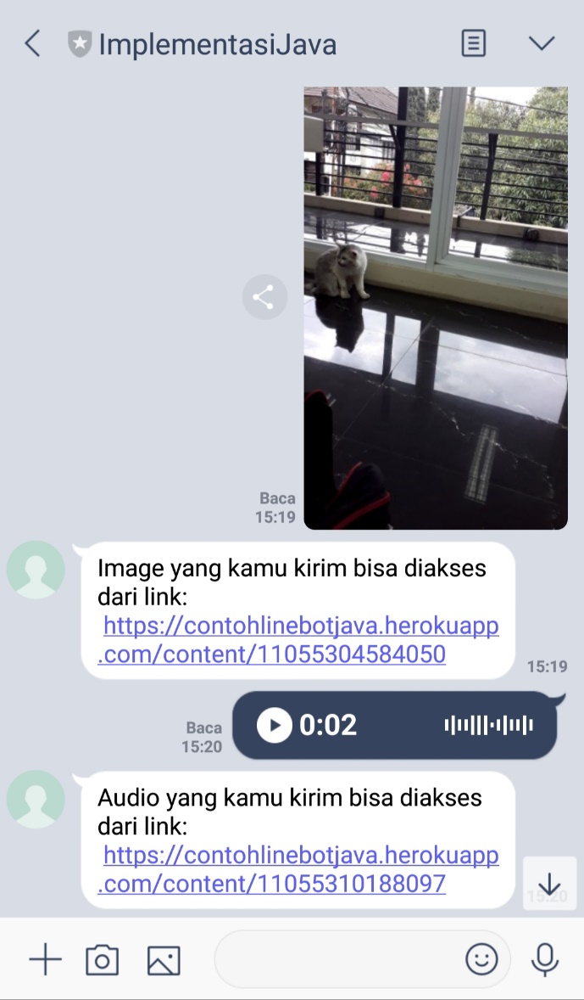 ImplementasiJava
Baca
15:19
Image yang kamu kirim bisa diakses
dari link:
https://contohlinebotjava.herokuapp
.com/content/11055304584050
15:19
0:02
Baca
15:20
Audio yang kamu kirim bisa diakses
dari link:
https://contohlinebotjava.herokuapp
.com/content/11055310188097
15:20